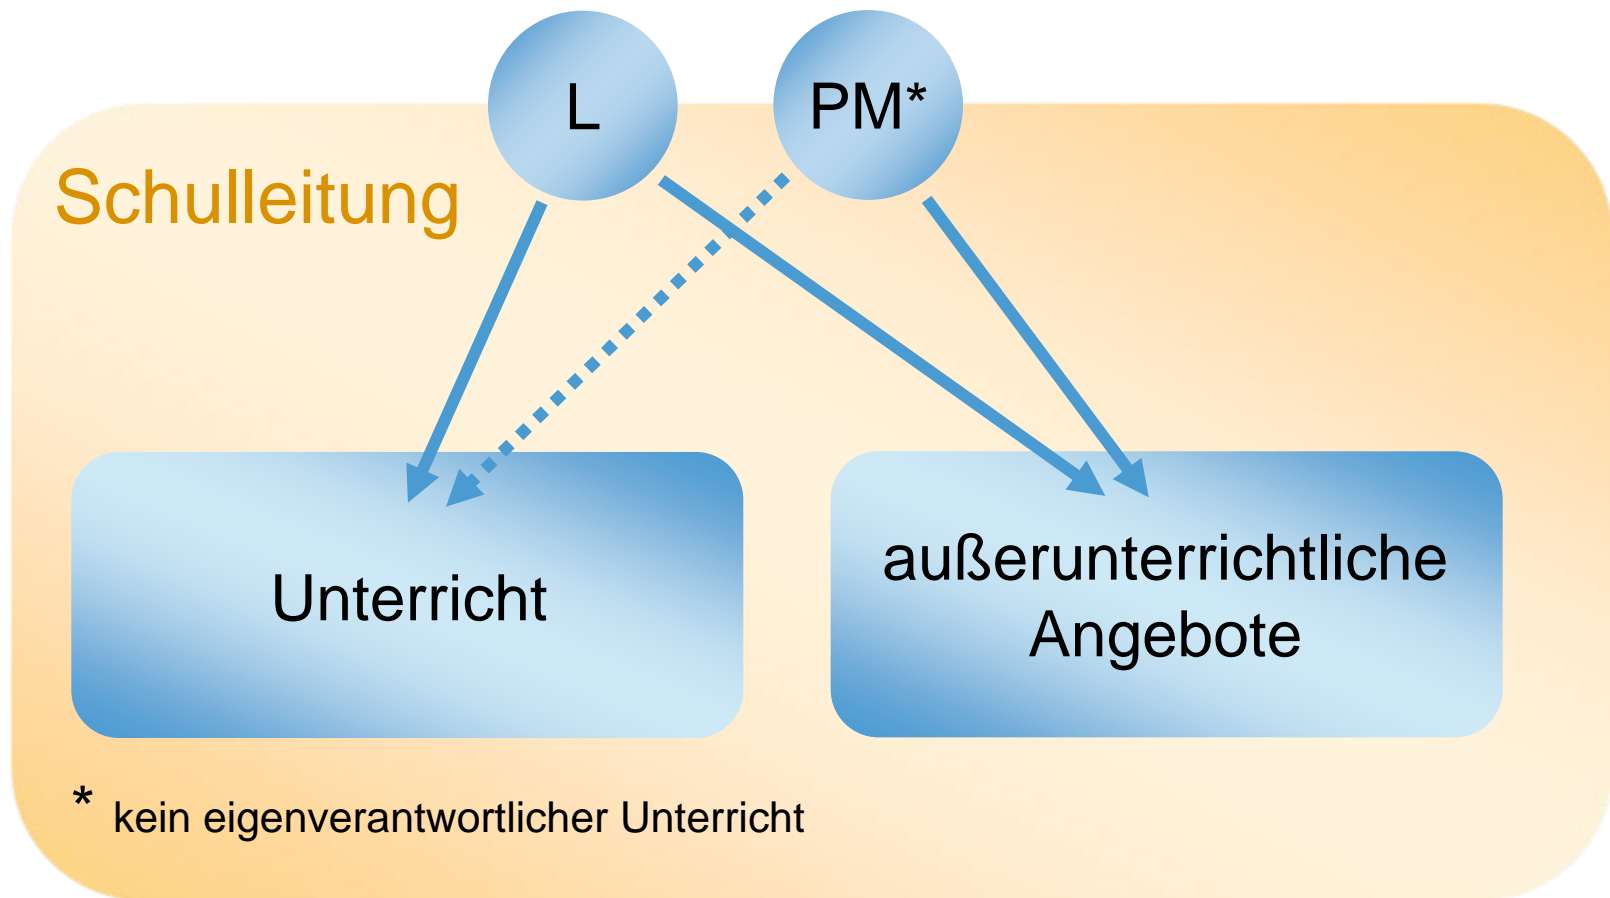 L
PM*
Schulleitung
Unterricht
außerunterrichtliche
Angebote
* kein eigenverantwortlicher Unterricht